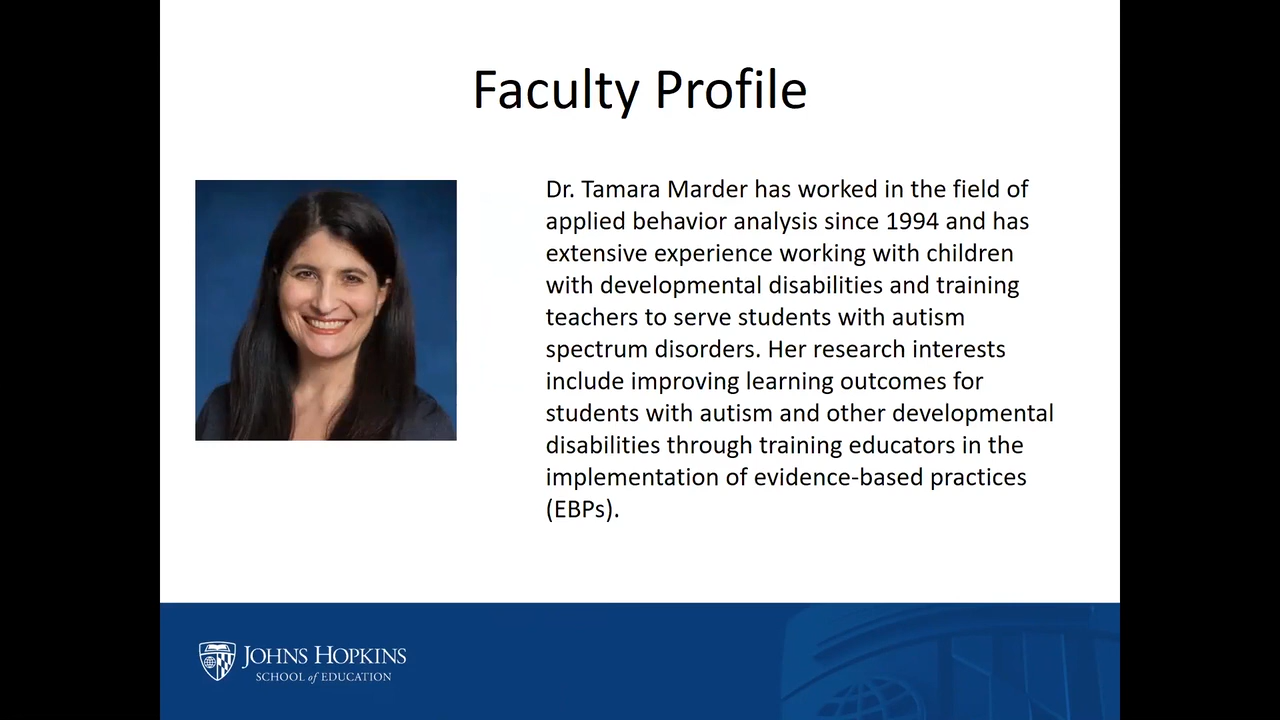 Faculty Profile
Dr. Tamara Marder has worked in the field of
applied behavior analysis since 1994 and has
extensive experience working with children
with developmental disabilities and training
teachers to serve students with autism
spectrum disorders. Her research interests
include improving learning outcomes for
students with autism and other developmental
disabilities through training educators in the
implementation of evidence-based practices
(EBPs).
JOHNS HOPKINS
SCHOOL of EDUCATION